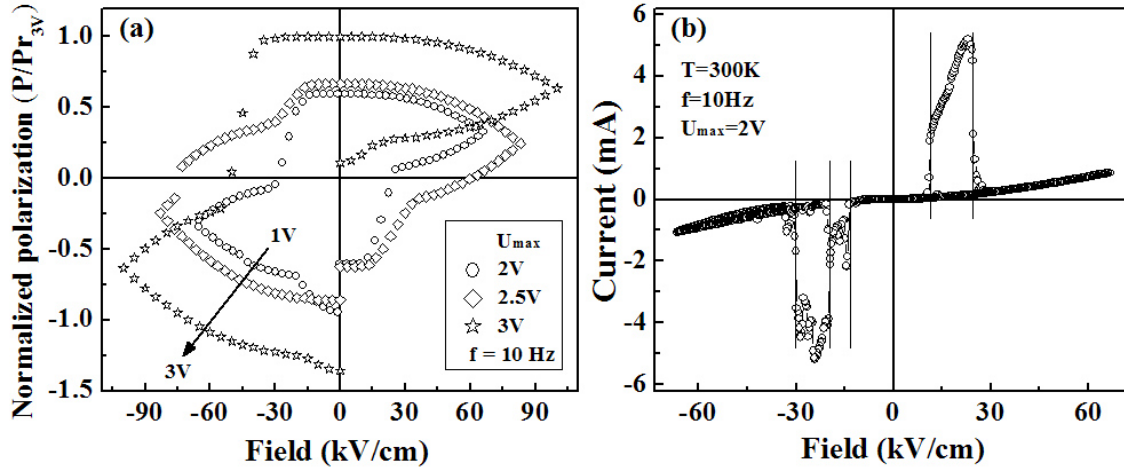 Normalized polarization (P/Pr3V)
(a)
1.0
0.5
0.0
-0.5
-1.0
-1.5
1V
3V
Umax
2V
2.5V
3V
f = 10 Hz
-90
-60
-30
0
30
60
90
Field (kV/cm)
Current (mA)
(b)
T=300K
f=10Hz
Umax=2V
6
4
2
0
-2
-4
-6
-60
-30
0
30
60
Field (kV/cm)